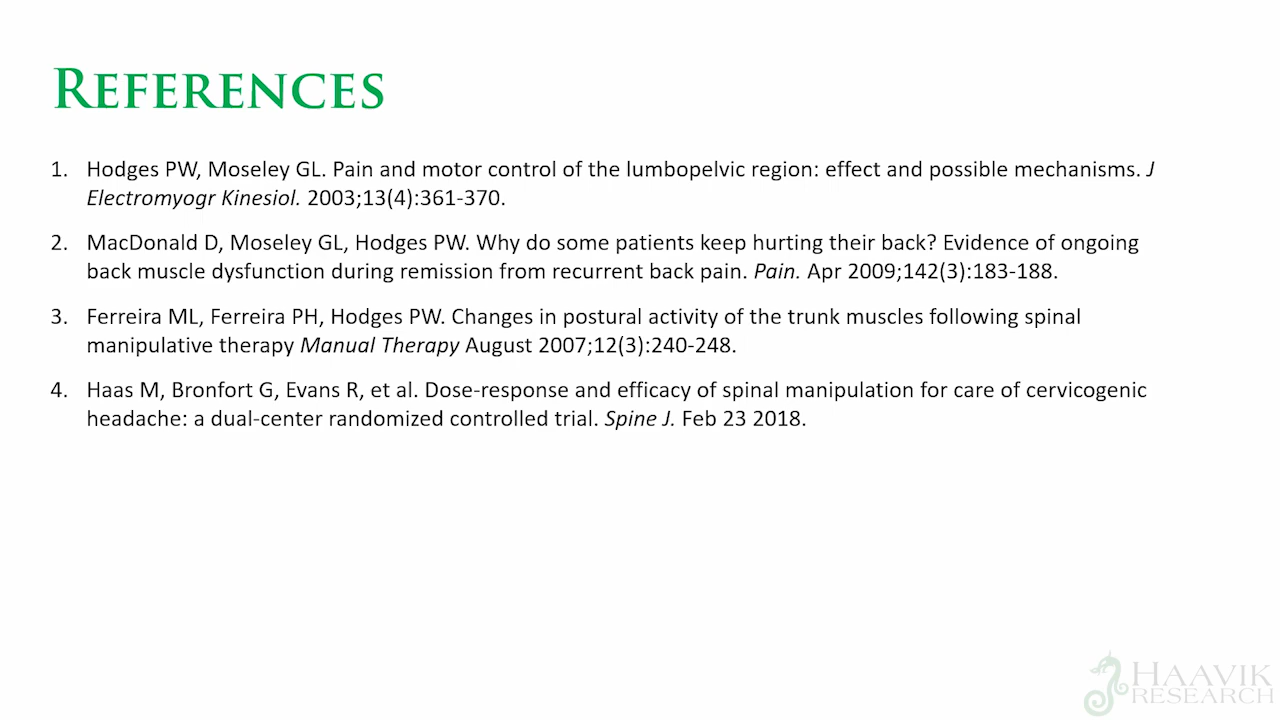 REFERENCES
1. Hodges PW, Moseley GL. Pain and motor control of the lumbopelvic region: effect and possible mechanisms. J
Electromyogr Kinesiol. 2003;13(4):361-370.
2. MacDonald D, Moseley GL, Hodges PW. Why do some patients keep hurting their back? Evidence of ongoing
back muscle dysfunction during remission from recurrent back pain. Pain. Apr 2009;142(3):183-188.
3. Ferreira ML, Ferreira PH, Hodges PW. Changes in postural activity of the trunk muscles following spinal
manipulative therapy Manual Therapy August 2007;12(3):240-248.
4. Haas M, Bronfort G, Evans R, et al. Dose-response and efficacy of spinal manipulation for care of cervicogenic
headache: a dual-center randomized controlled trial. Spine J. Feb 23 2018.
HAAVIK
RESEARCH